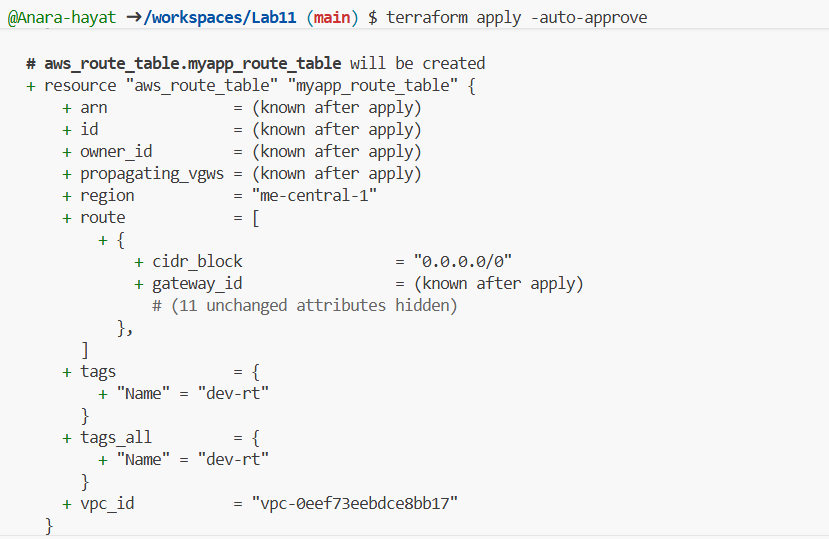 @Anara-hayat ➜/workspaces/Lab11 (main) $ terraform apply -auto-approve
# aws_route_table.myapp_route_table will be created
+ resource "aws_route_table" "myapp_route_table" {
+ arn = (known after apply)
+ id = (known after apply)
+ owner_id = (known after apply)
+ propagating_vgws = (known after apply)
+ region = "me-central-1"
+ route = [
+ {
+ cidr_block = "0.0.0.0/0"
+ gateway_id = (known after apply)
# (11 unchanged attributes hidden)
},
]
+ tags = {
+ "Name" = "dev-rt"
}
+ tags_all = {
+ "Name" = "dev-rt"
}
+ vpc_id = "vpc-0eef73eebdce8bb17"
}